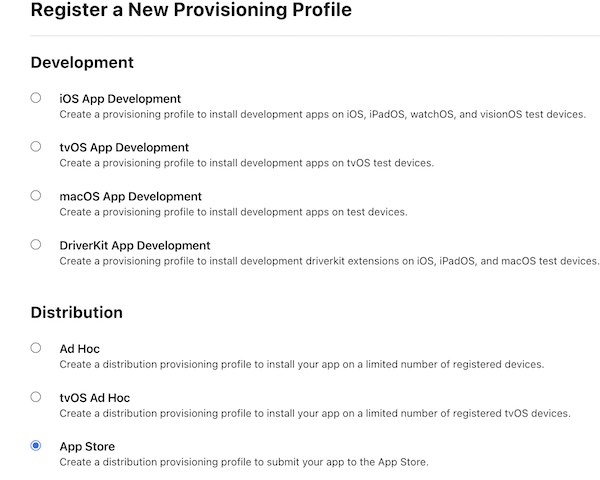 Register a New Provisioning Profile
Development
iOS App Development
Create a provisioning profile to install development apps on iOS, iPadOS, watchOS, and visionOS test devices.
tvOS App Development
Create a provisioning profile to install development apps on tvOS test devices.
macOS App Development
Create a provisioning profile to install development apps on test devices.
DriverKit App Development
Create a provisioning profile to install development driverkit extensions on iOS, iPadOS, and macOS test devices.
Distribution
Ad Hoc
Create a distribution provisioning profile to install your app on a limited number of registered devices.
tvOS Ad Hoc
Create a distribution provisioning profile to install your app on a limited number of registered tvOS devices.
App Store
Create a distribution provisioning profile to submit your app to the App Store.